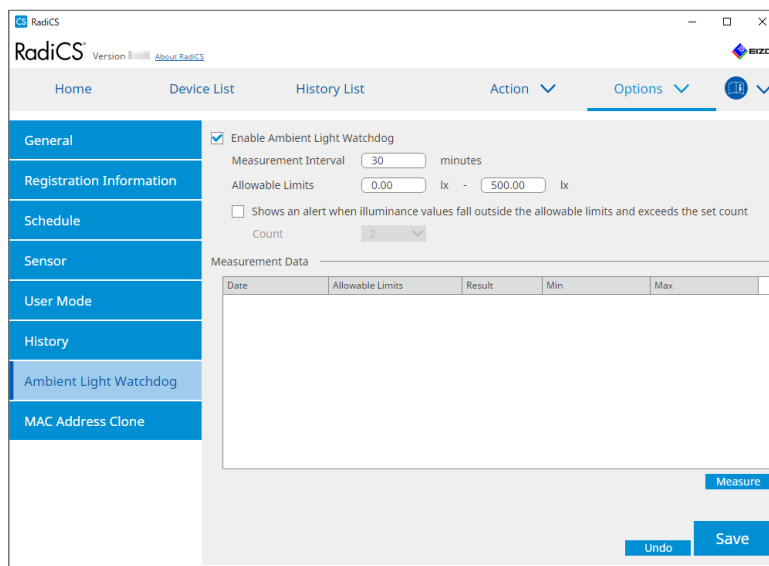 CS RadiCS
RadiCS® Version About RadiCS
EIZO
Home Device List History List Action Options
General
Registration Information
Schedule
Sensor
User Mode
History
Ambient Light Watchdog
MAC Address Clone
Enable Ambient Light Watchdog
Measurement Interval 30 minutes
Allowable Limits 0.00 lx - 500.00 lx
Shows an alert when illuminance values fall outside the allowable limits and exceeds the set count
Count 2
Measurement Data
Date Allowable Limits Result Min Max
Measure
Save
Undo